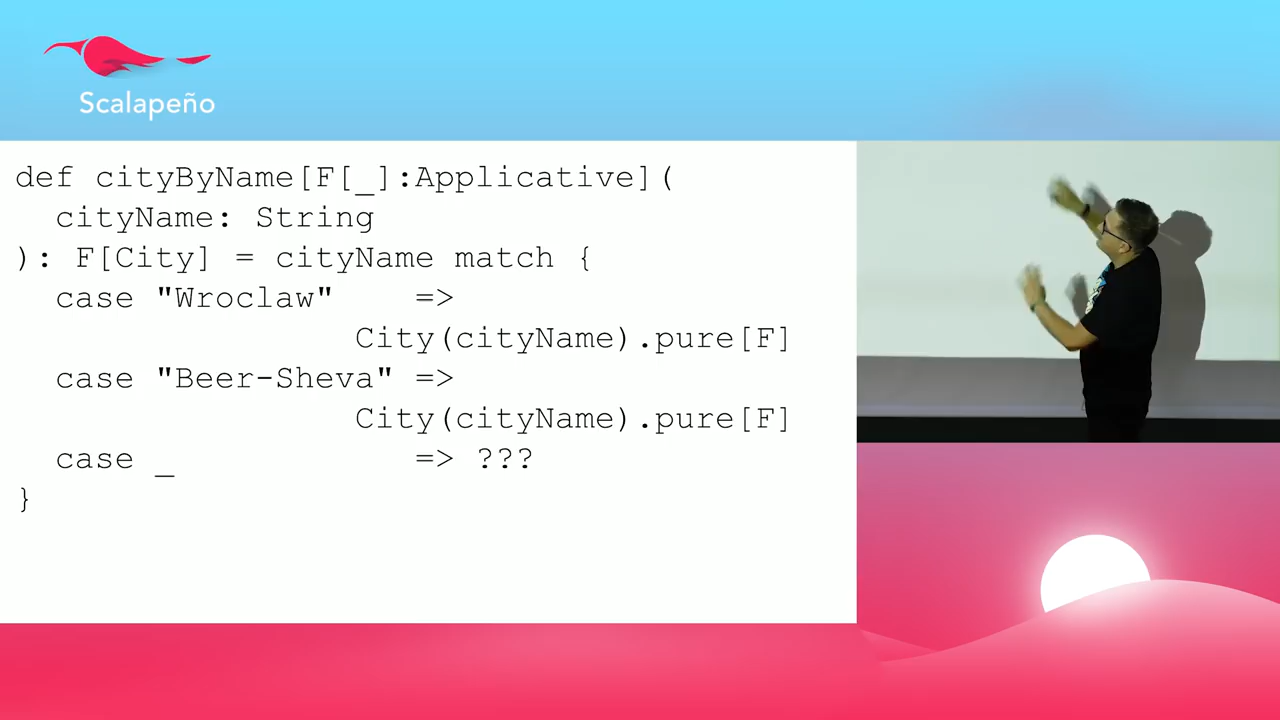 Scalapeño
def cityByName[F[_]:Applicative](
  cityName: String
): F[City] = cityName match {
  case "Wroclaw"    =>
                 City(cityName).pure[F]
  case "Beer-Sheva" =>
                 City(cityName).pure[F]
  case _            => ???
}